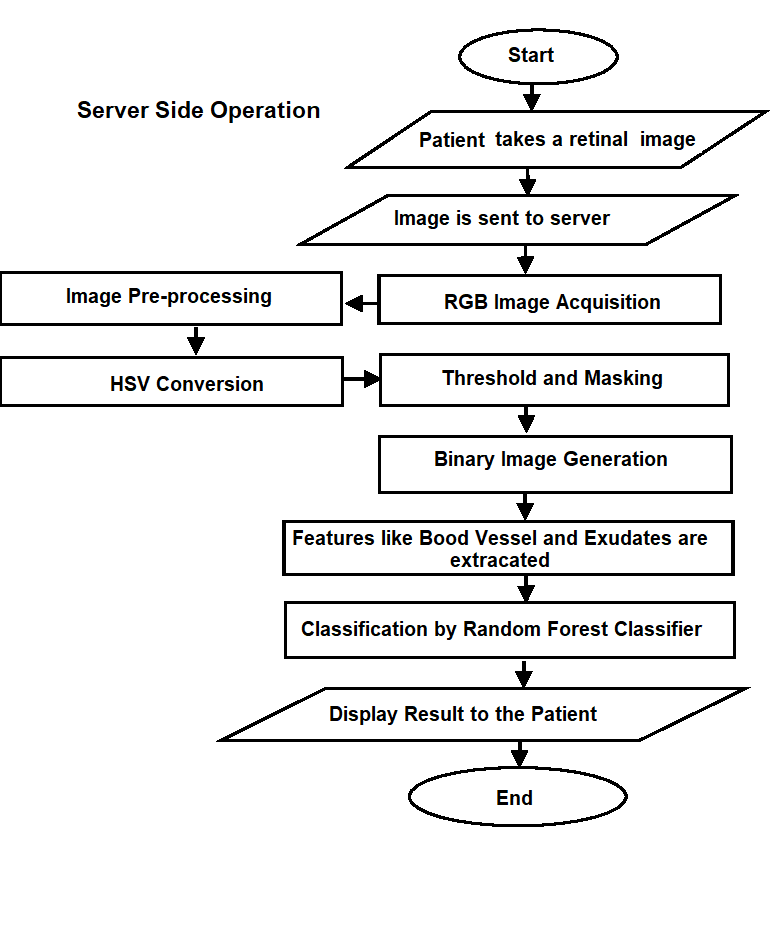 Start
Server Side Operation
Patient takes a retinal image
Image is sent to server
RGB Image Acquisition
Image Pre-processing
HSV Conversion
Threshold and Masking
Binary Image Generation
Features like Bood Vessel and Exudates are
extracated
Classification by Random Forest Classifier
Display Result to the Patient
End